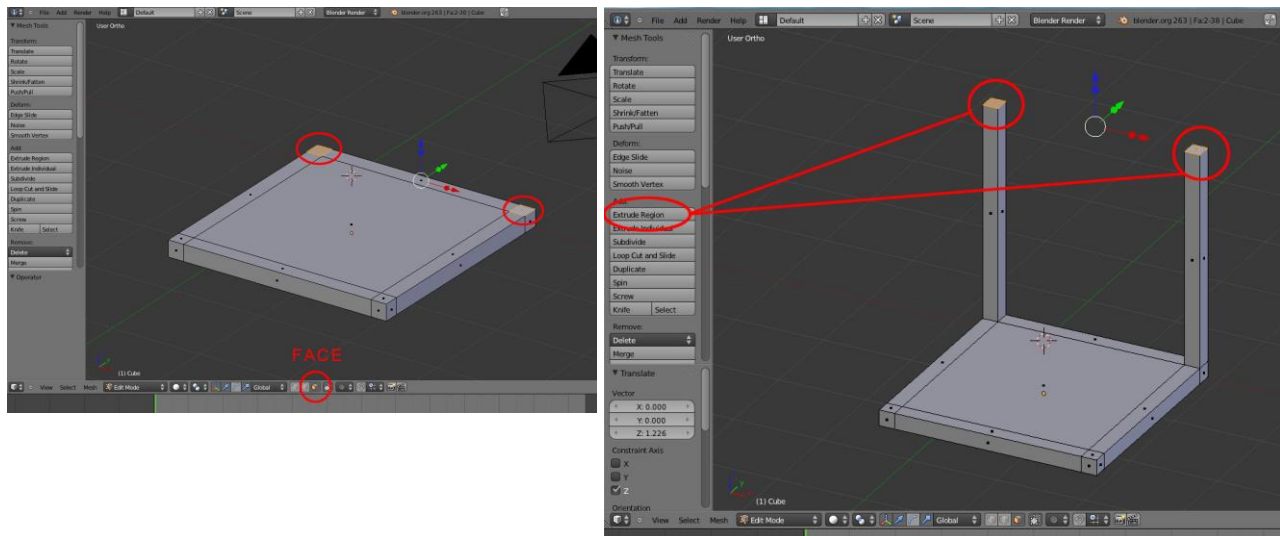 File Add Render Help Default Scene Blender Render blender.org 263 | Fa:2-20 | Cube
▼ Mesh Tools
User Ortho
Transform:
Translate
Rotate
Scale
Shrink/Fatten
Push/Pull
Deform:
Edge Slide
Noise
Smooth Vertex
Add:
Extrude Region
Extrude Individual
Subdivide
Loop Cut and Slide
Duplicate
Spin
Screw
Knife Select
Remove:
Delete
Merge
▼ Operator
FACE
(1) Cube
View Select Mesh Edit Mode Global
File Add Render Help Default Scene Blender Render blender.org 263 | Fa:2-38 | Cube
▼ Mesh Tools
User Ortho
Transform:
Translate
Rotate
Scale
Shrink/Fatten
Push/Pull
Deform:
Edge Slide
Noise
Smooth Vertex
Add:
Extrude Region
Extrude Individual
Subdivide
Loop Cut and Slide
Duplicate
Spin
Screw
Knife Select
Remove:
Delete
Merge
▼ Translate
Vector
X: 0.000
Y: 0.000
Z: 1.226
Constraint Axis
X
Y
Z
Orientation
Y
(1) Cube
View Select Mesh Edit Mode Global